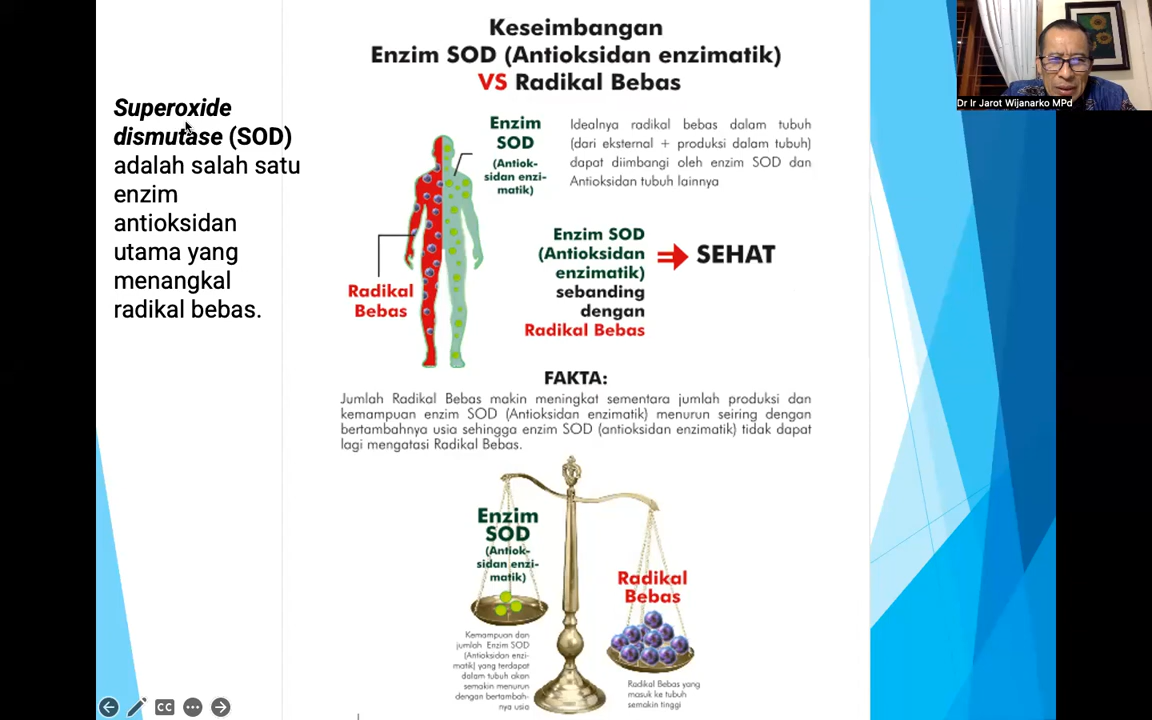 Keseimbangan
Enzim SOD (Antioksidan enzimatik)
VS Radikal Bebas
Superoxide
dismutase (SOD)
adalah salah satu
enzim
antioksidan
utama yang
menangkal
radikal bebas.
Enzim
SOD
(Antiok-
sidan enzi-
matik)
Idealnya radikal bebas dalam tubuh
(dari eksternal + produksi dalam tubuh)
dapat diimbangi oleh enzim SOD dan
Antioksidan tubuh lainnya
Radikal
Bebas
Enzim SOD
(Antioksidan
enzimatik)
sebanding
dengan
Radikal Bebas
SEHAT
FAKTA:
Jumlah Radikal Bebas makin meningkat sementara jumlah produksi dan
kemampuan enzim SOD (Antioksidan enzimatik) menurun seiring dengan
bertambahnya usia sehingga enzim SOD (antioksidan enzimatik) tidak dapat
lagi mengatasi Radikal Bebas.
Enzim
SOD
(Antiok-
sidan enzi-
matik)
Radikal
Bebas
Kemampuan dan
jumlah Enzim SOD
(Antioksidan enzi-
matik) yang terdapat
dalam tubuh akan
semakin menurun
dengan bertambah-
nya usia
Radikal Bebas yang
masuk ke tubuh
semakin tinggi
Dr Ir Jarot Wijanarko MPd
CC